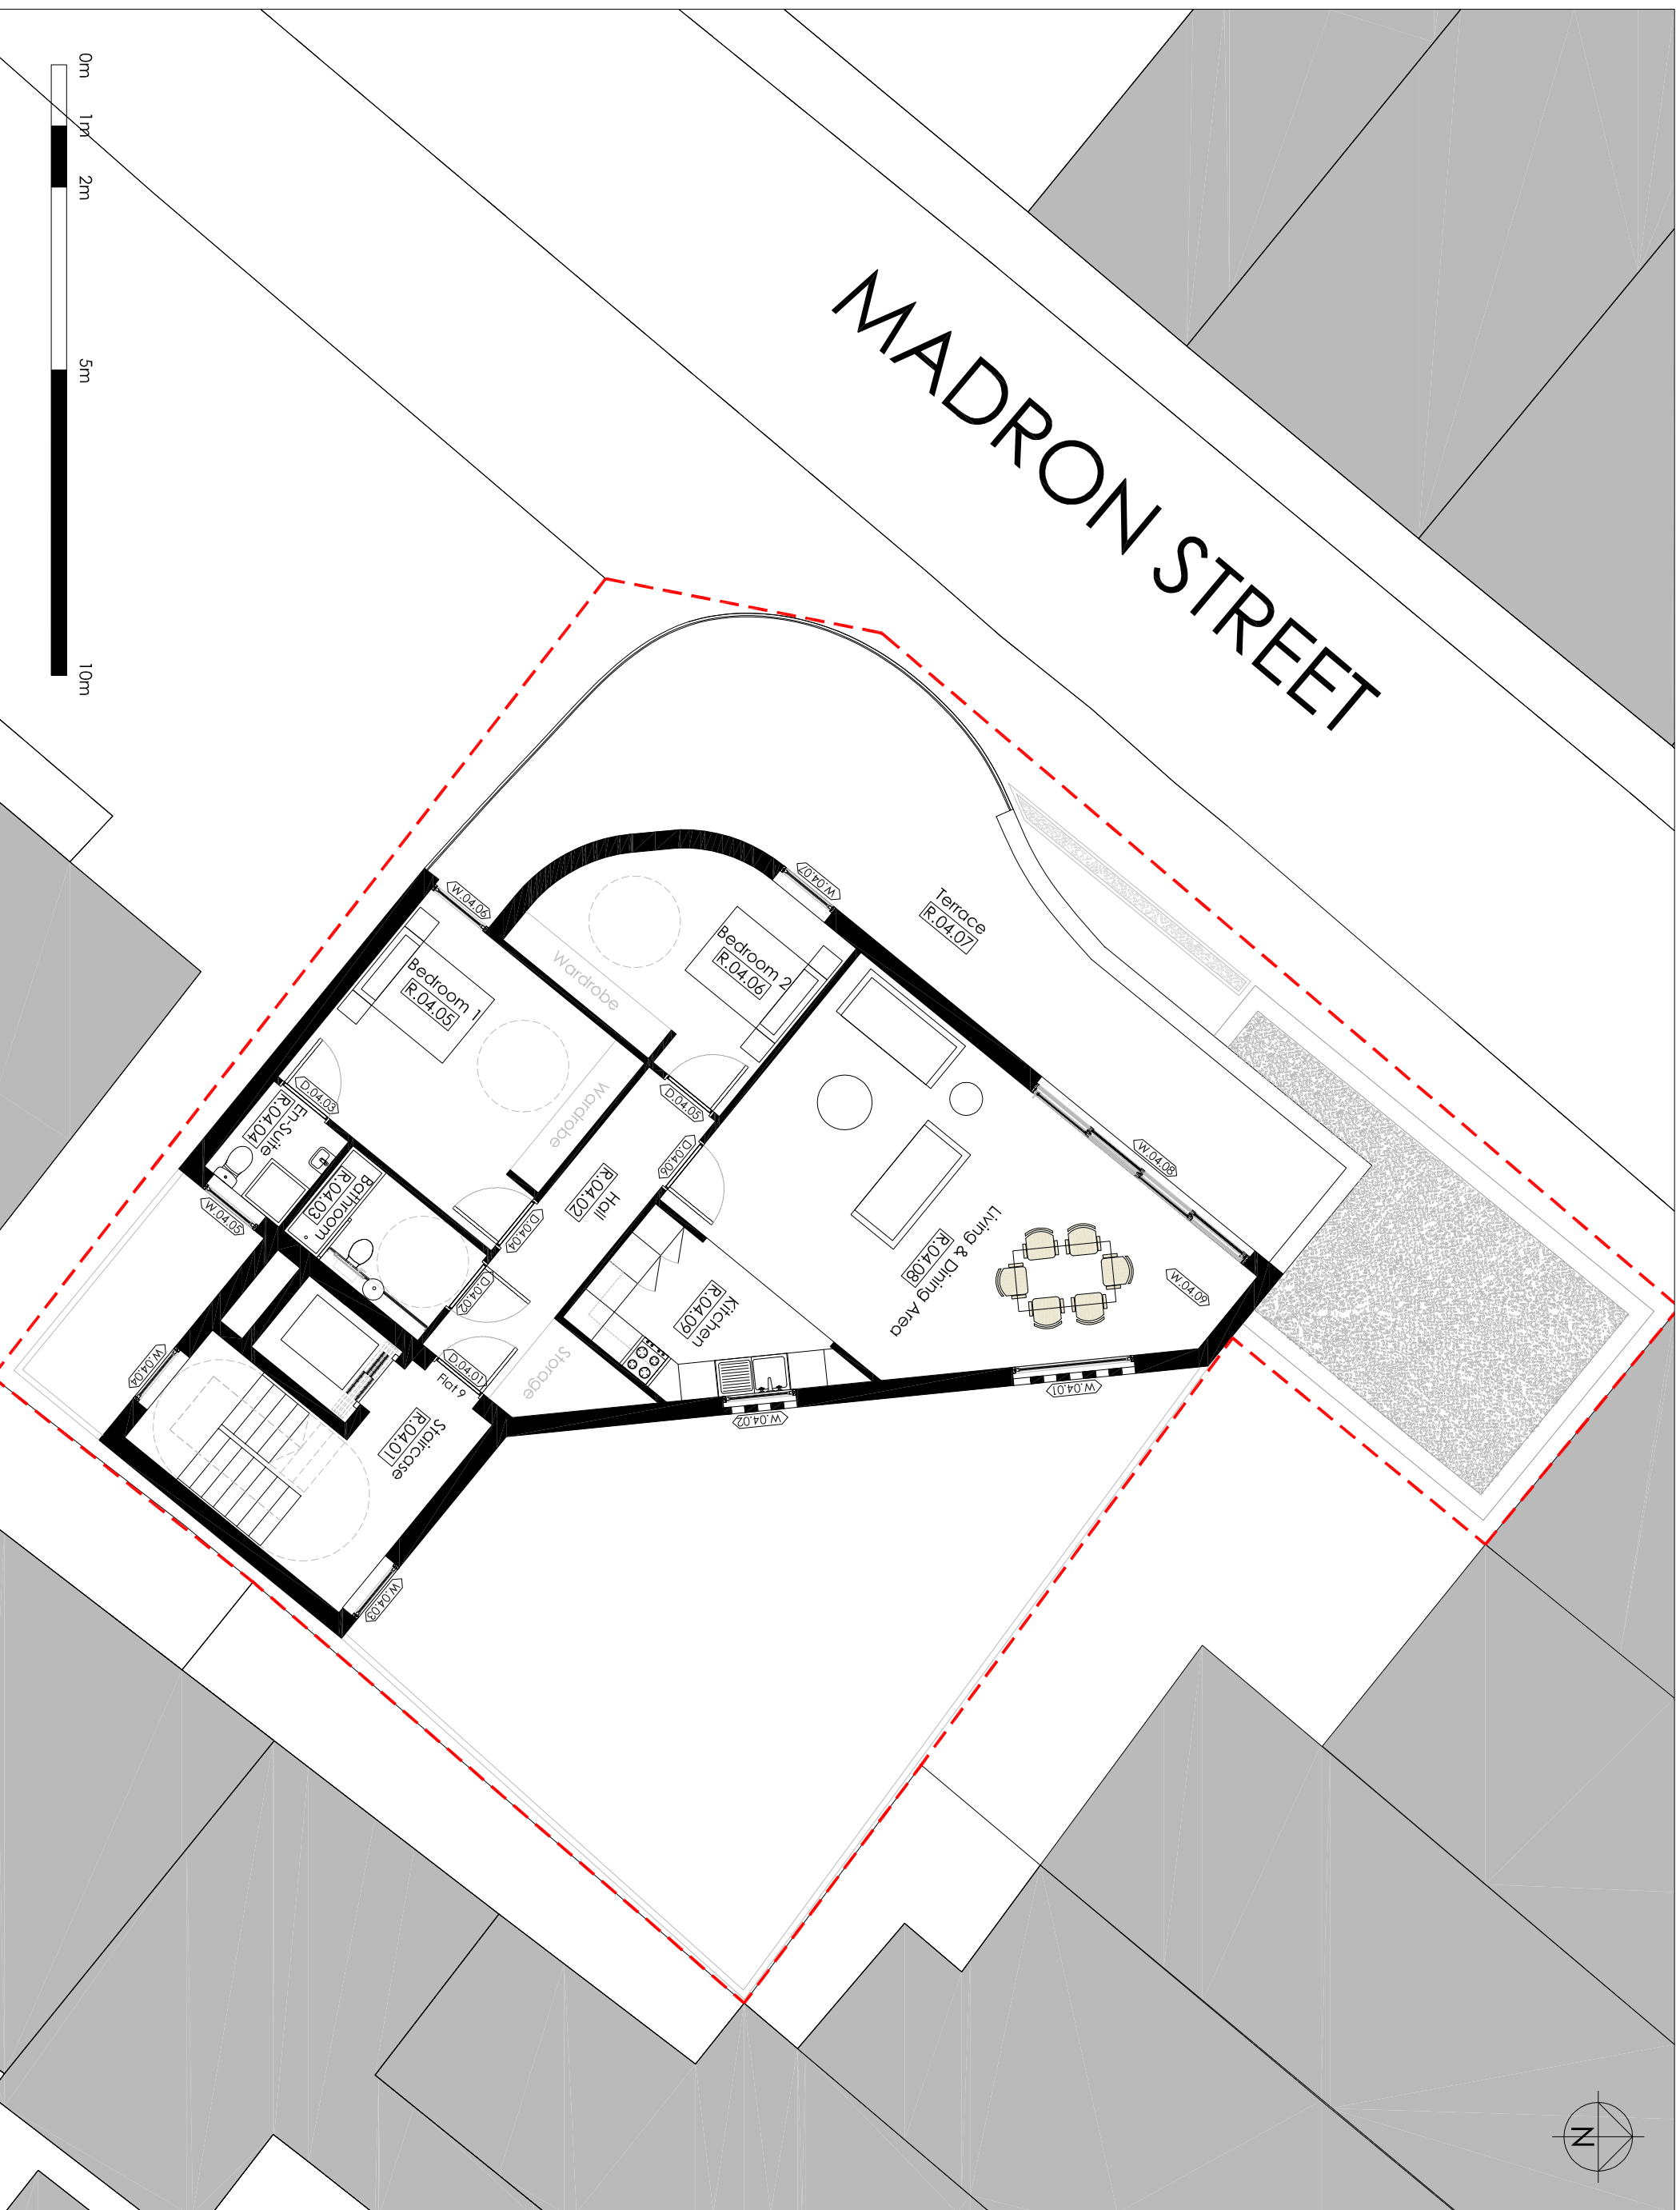 0m
1m
2m
5m
10m
MADRON STREET
Terrace
R.04.07
W.04.07
W.04.06
Bedroom 2
R.04.06
Wardrobe
Bedroom 1
R.04.05
Wardrobe
D.04.05
D.04.03
En-Suite
R.04.04
Bathroom
R.04.03
W.04.05
Hall
R.04.02
D.04.06
D.04.04
D.04.02
D.04.01
Flat 9
Storage
Kitchen
R.04.09
Living & Dining Area
R.04.08
W.04.08
W.04.09
W.04.01
W.04.02
W.04.04
Staircase
R.04.01
W.04.03
N